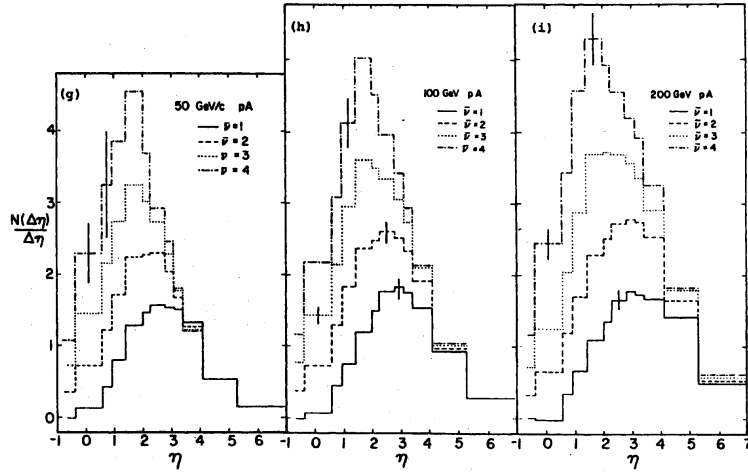 (g)
50 GeV/c pA
ν̄=1
ν̄=2
ν̄=3
ν̄=4
(h)
100 GeV pA
ν̄=1
ν̄=2
ν̄=3
ν̄=4
(i)
200 GeV pA
ν̄=1
ν̄=2
ν̄=3
ν̄=4
N(Δη)
Δη
4
3
2
1
0
-1 0 1 2 3 4 5 6
η
-1 0 1 2 3 4 5 6
η
-1 0 1 2 3 4 5 6 7
η